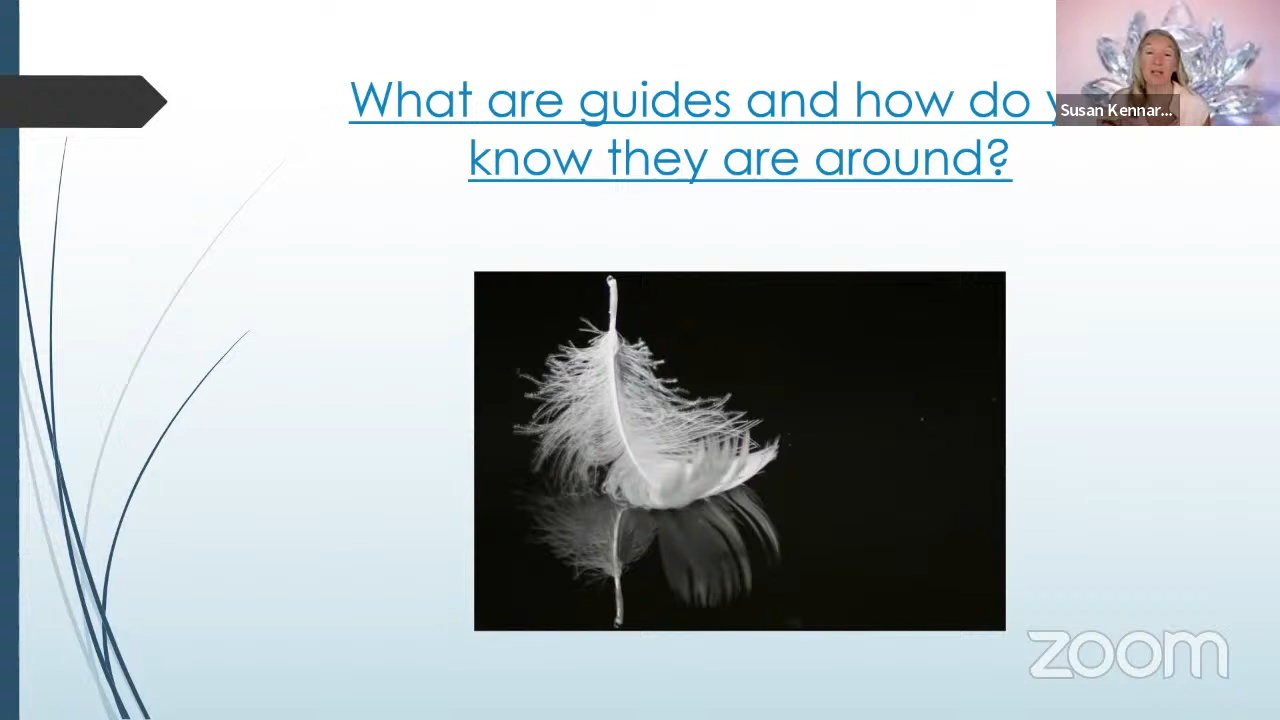 What are guides and how do
know they are around?
Susan Kennar...
zoom